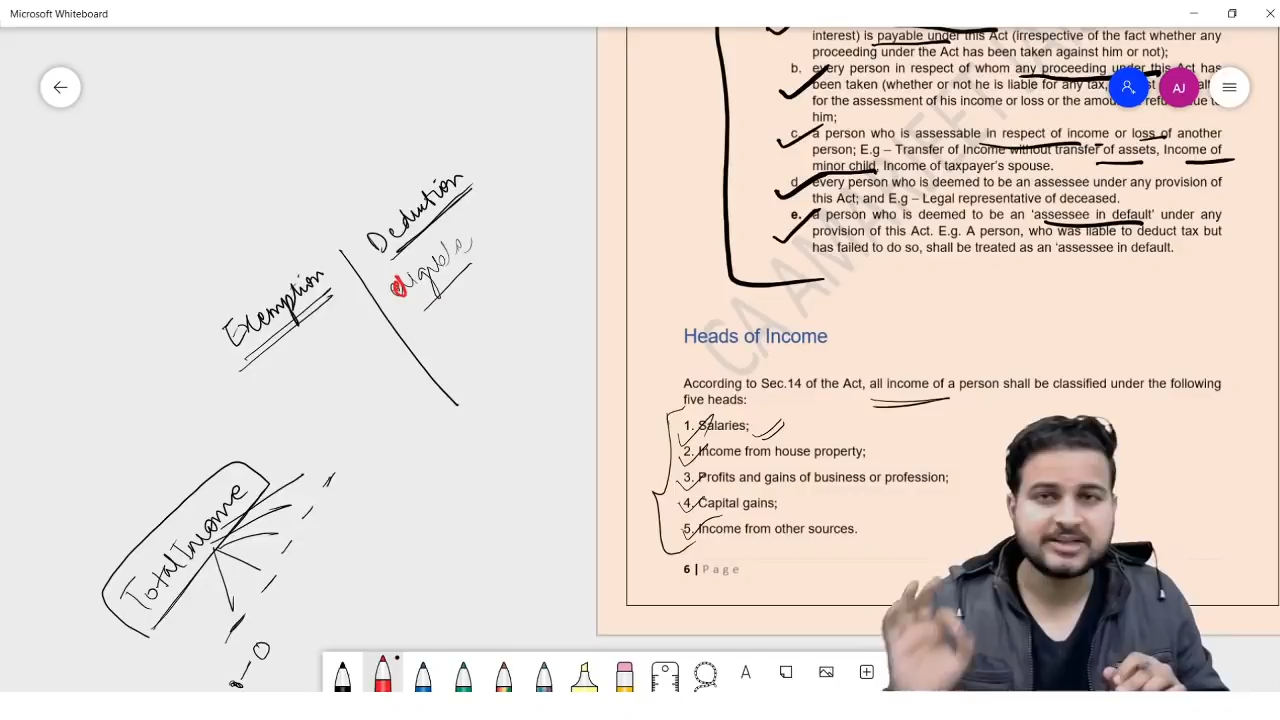 Microsoft Whiteboard
AJ
interest) is payable under this Act (irrespective of the fact whether any
proceeding under the Act has been taken against him or not);
b. every person in respect of whom any proceeding under this Act has
been taken (whether or not he is liable for any tax,
for the assessment of his income or loss or the
him;
c. a person who is assessable in respect of income or loss of another
person; E.g – Transfer of Income without transfer of assets, Income of
minor child, Income of taxpayer's spouse.
d. every person who is deemed to be an assessee under any provision of
this Act; and E.g – Legal representative of deceased.
e. a person who is deemed to be an 'assessee in default' under any
provision of this Act. E.g. A person, who was liable to deduct tax but
has failed to do so, shall be treated as an 'assessee in default.
Heads of Income
According to Sec.14 of the Act, all income of a person shall be classified under the following
five heads:
1. Salaries;
2. Income from house property;
3. Profits and gains of business or profession;
4. Capital gains;
5. Income from other sources.
6 | Page
CA AMARJEET
Deduction
Exemption
Total Income
A